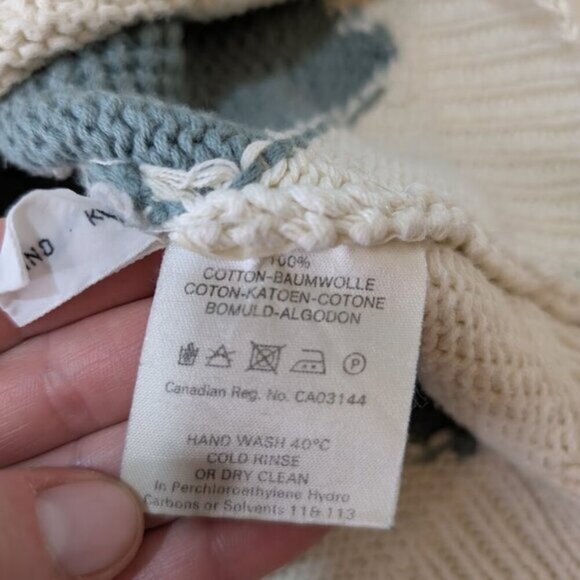 100%
COTTON-BAUMWOLLE
COTON-KATOEN-COTONE
BOMULD-ALGODON
P
Canadian Reg. No. CA03144
HAND WASH 40°C
COLD RINSE
OR DRY CLEAN
In Perchloroethylene Hydro
Carbons or Solvents 11& 113